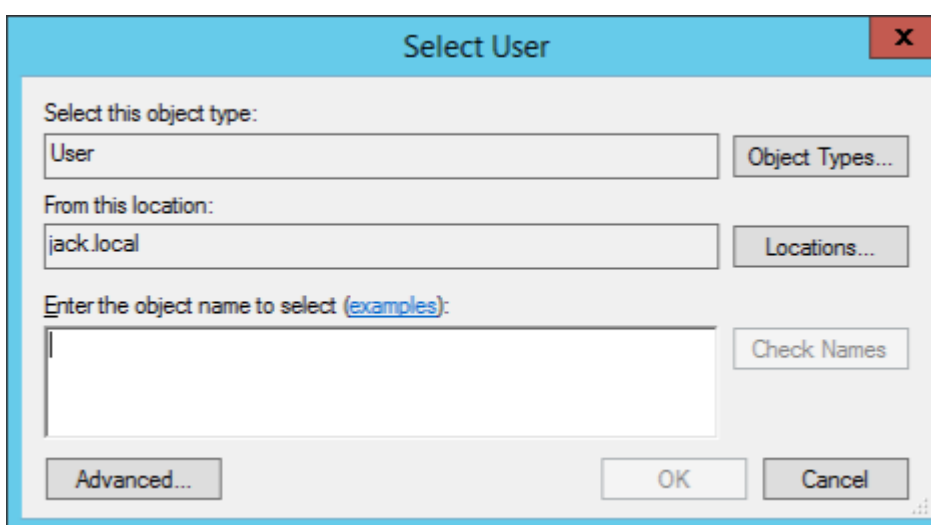 Select User
x
Select this object type:
User
Object Types...
From this location:
jack.local
Locations...
Enter the object name to select (examples):
Check Names
Advanced...
OK
Cancel